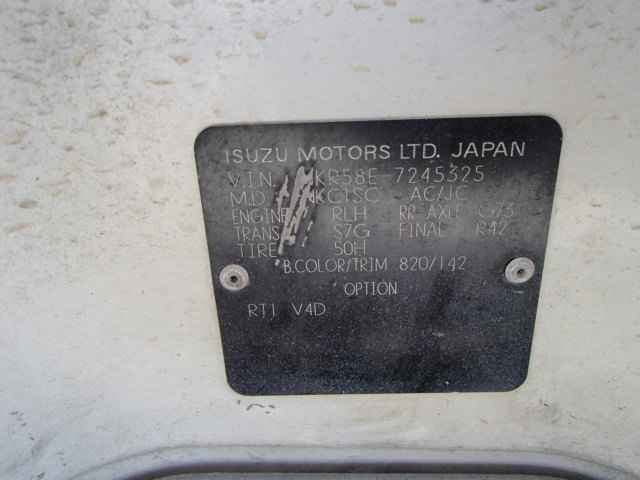 ISUZU MOTORS LTD. JAPAN
V.I.N. KR58E-7245325
M.D. KC1SC AC/JC
ENGINE RLH RR AXLE G73
TRANS S7G FINAL R42
TIRE 50H
B.COLOR/TRIM 820/142
OPTION
RT1 V4D